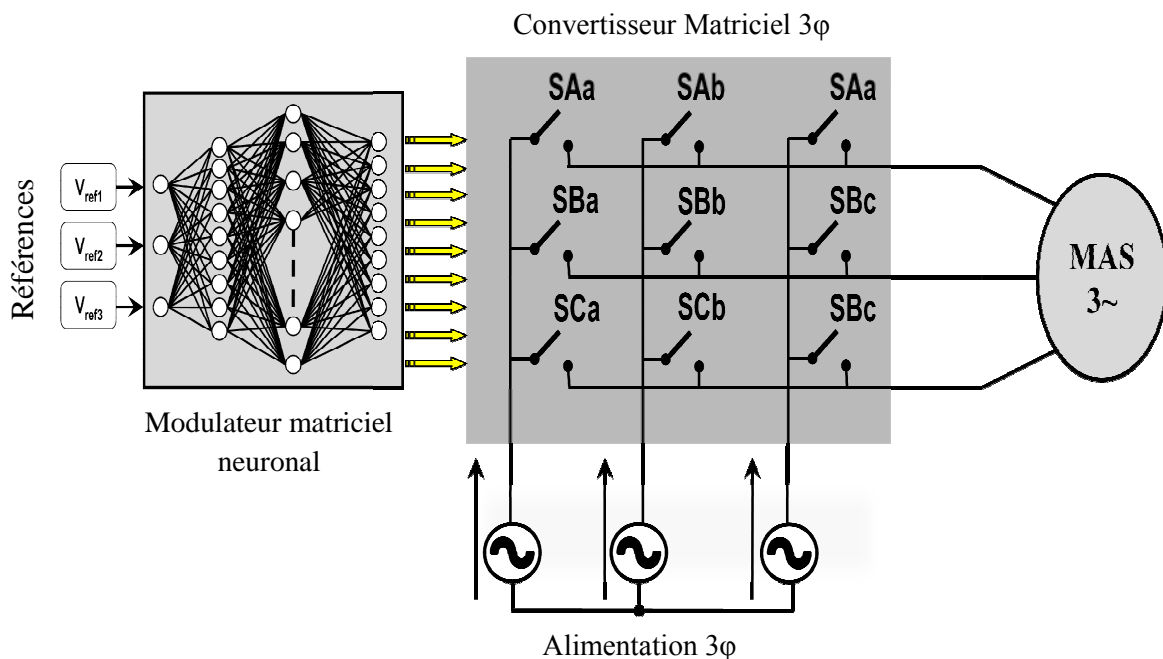 Convertisseur Matriciel 3φ
SAa SAb SAa
Références
V ref1
V ref2
V ref3
SBa SBb SBc
MAS
3~
SCa SCb SBc
Modulateur matriciel
neuronal
Alimentation 3φ